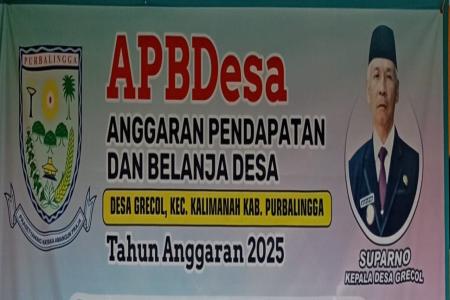 PURBALINGGA
APBDesa
ANGGARAN PENDAPATAN
DAN BELANJA DESA
DESA GRECOL, KEC. KALIMANAH KAB. PURBALINGGA
Tahun Anggaran 2025
SUPARNO
KEPALA DESA GRECOL